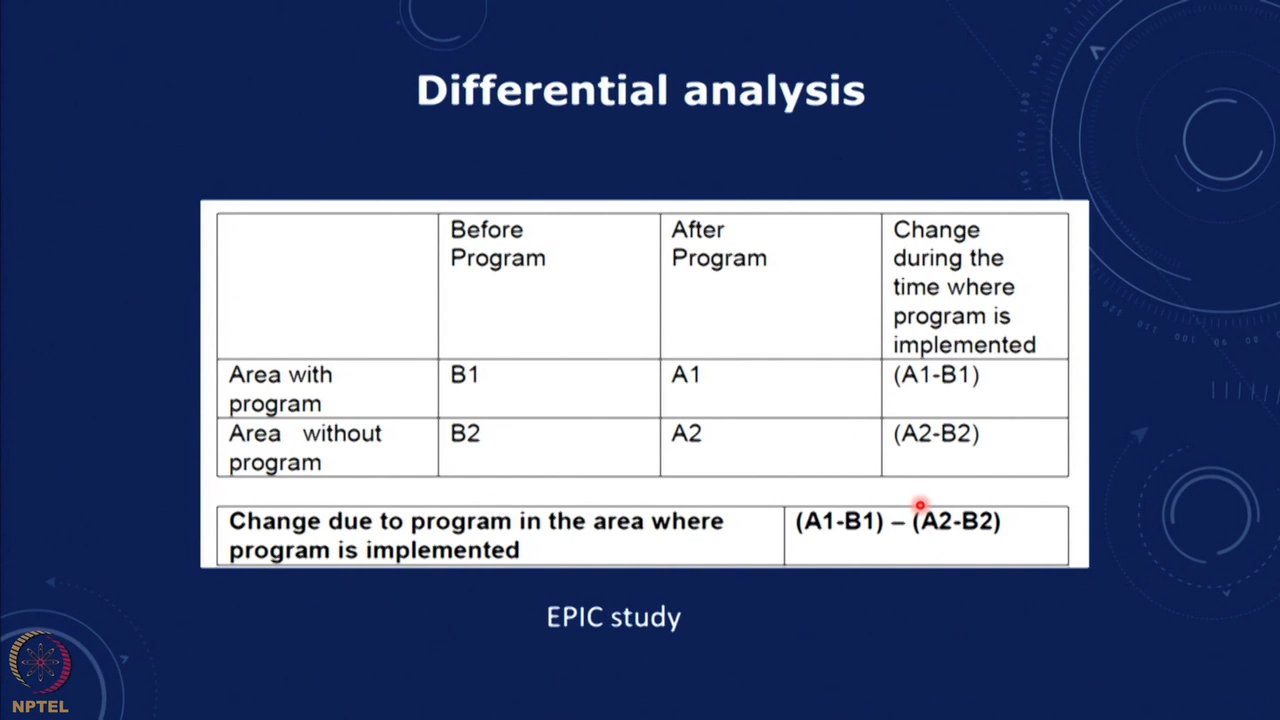 Differential analysis
Before
Program
After
Program
Change
during the
time where
program is
implemented
Area with
program
B1
A1
(A1-B1)
Area without
program
B2
A2
(A2-B2)
Change due to program in the area where
program is implemented
(A1-B1) – (A2-B2)
EPIC study
NPTEL